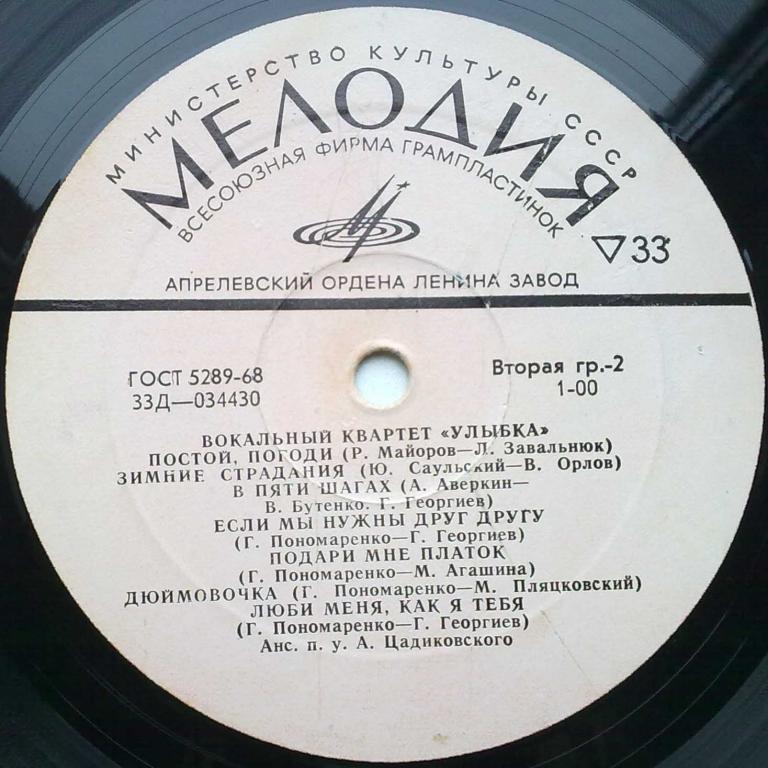 МИНИСТЕРСТВО КУЛЬТУРЫ СССР
МЕЛОДИЯ
ВСЕСОЮЗНАЯ ФИРМА ГРАМПЛАСТИНОК
33
АПРЕЛЕВСКИЙ ОРДЕНА ЛЕНИНА ЗАВОД
ГОСТ 5289-68
Вторая гр.-2
33Д—034430
1-00
ВОКАЛЬНЫЙ КВАРТЕТ «УЛЫБКА»
ПОСТОЙ, ПОГОДИ (Р. Майоров—Л. Завальнюк)
ЗИМНИЕ СТРАДАНИЯ (Ю. Саульский—В. Орлов)
В ПЯТИ ШАГАХ (А. Аверкин—
В. Бутенко. Г. Георгиев)
ЕСЛИ МЫ НУЖНЫ ДРУГ ДРУГУ
(Г. Пономаренко—Г. Георгиев)
ПОДАРИ МНЕ ПЛАТОК
(Г. Пономаренко—М. Агашина)
ДЮЙМОВОЧКА (Г. Пономаренко—М. Пляцковский)
ЛЮБИ МЕНЯ, КАК Я ТЕБЯ
(Г. Пономаренко—Г. Георгиев)
Анс. п. у. А. Цадиковского